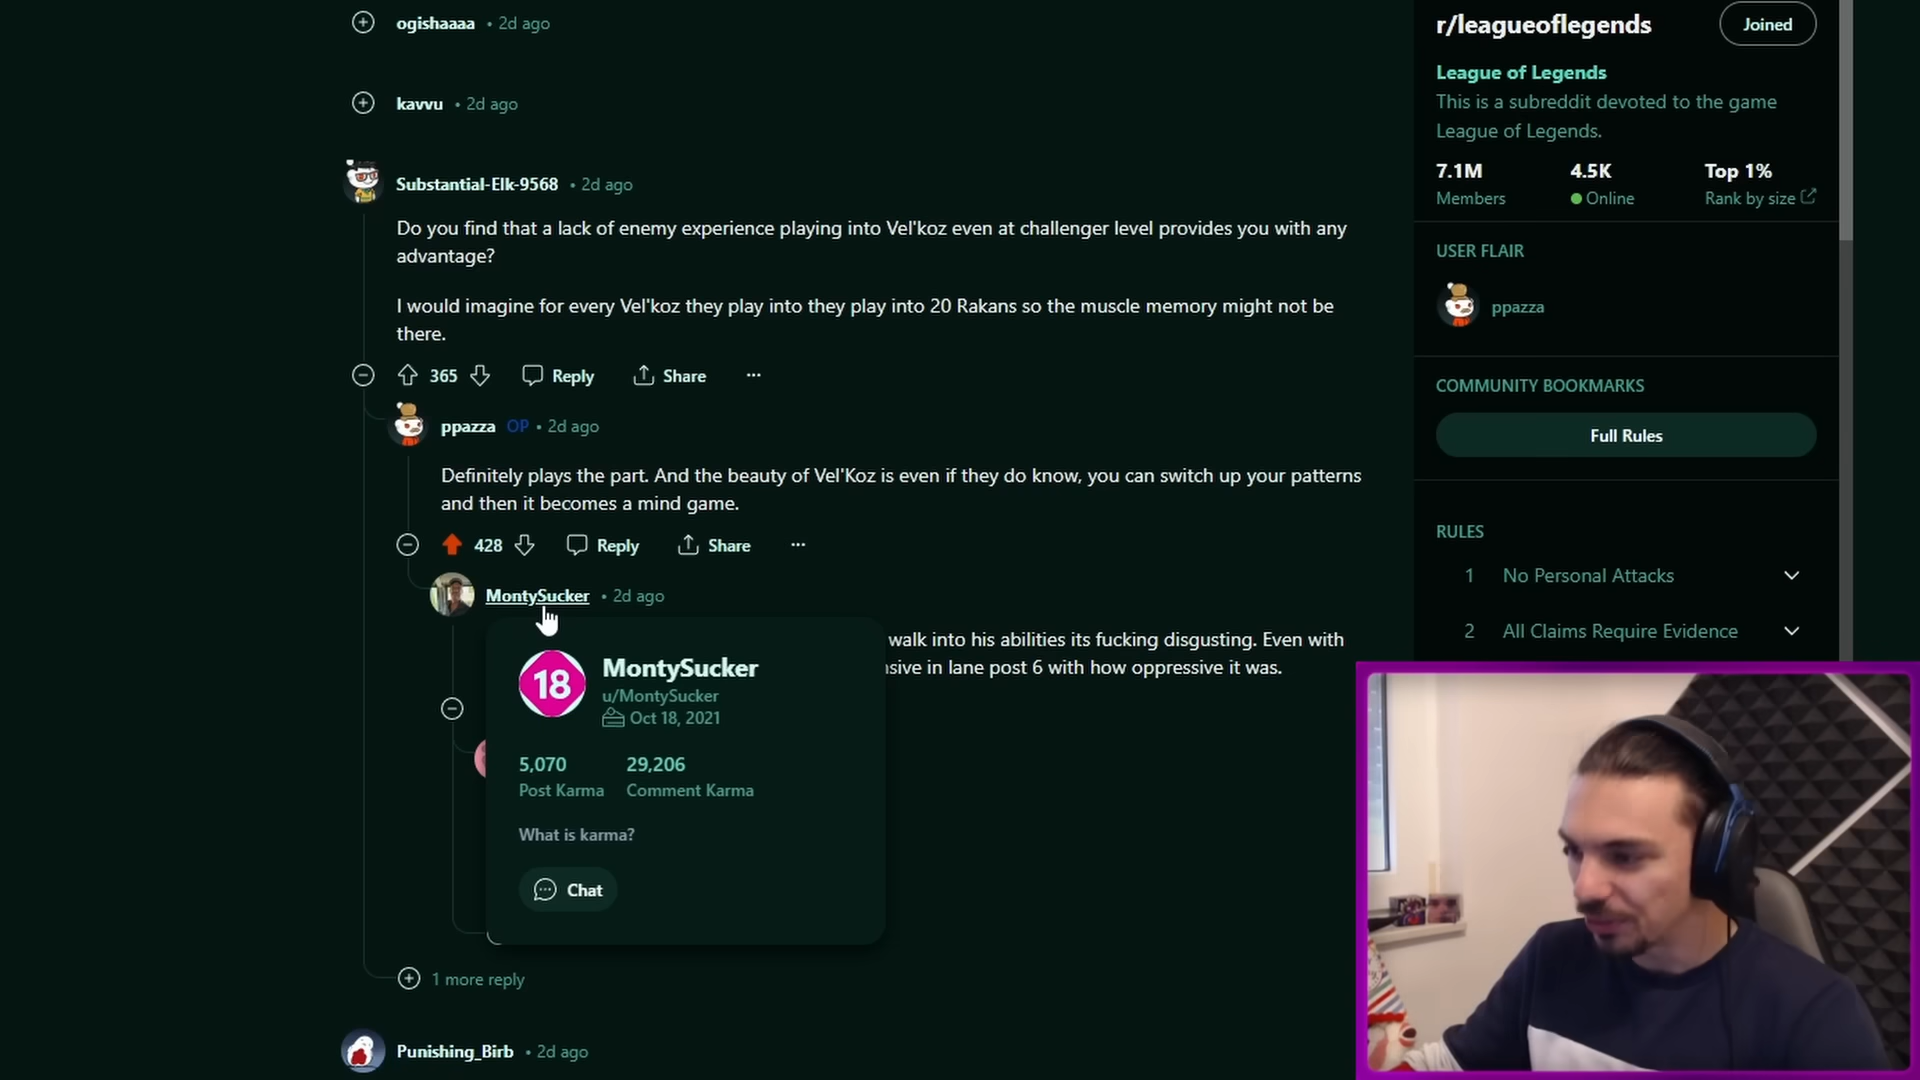 ogishaaaa • 2d ago
kavvu • 2d ago
Substantial-Elk-9568 • 2d ago
Do you find that a lack of enemy experience playing into Vel'koz even at challenger level provides you with any
advantage?
I would imagine for every Vel'koz they play into they play into 20 Rakans so the muscle memory might not be
there.
365 Reply Share ...
ppazza OP • 2d ago
Definitely plays the part. And the beauty of Vel'Koz is even if they do know, you can switch up your patterns
and then it becomes a mind game.
428 Reply Share ...
MontySucker • 2d ago
walk into his abilities its fucking disgusting. Even with
sive in lane post 6 with how oppressive it was.
18
MontySucker
u/MontySucker
Oct 18, 2021
5,070 29,206
Post Karma Comment Karma
What is karma?
Chat
1 more reply
Punishing_Birb • 2d ago
r/leagueoflegends Joined
League of Legends
This is a subreddit devoted to the game
League of Legends.
7.1M 4.5K Top 1%
Members Online Rank by size
USER FLAIR
ppazza
COMMUNITY BOOKMARKS
Full Rules
RULES
1 No Personal Attacks
2 All Claims Require Evidence